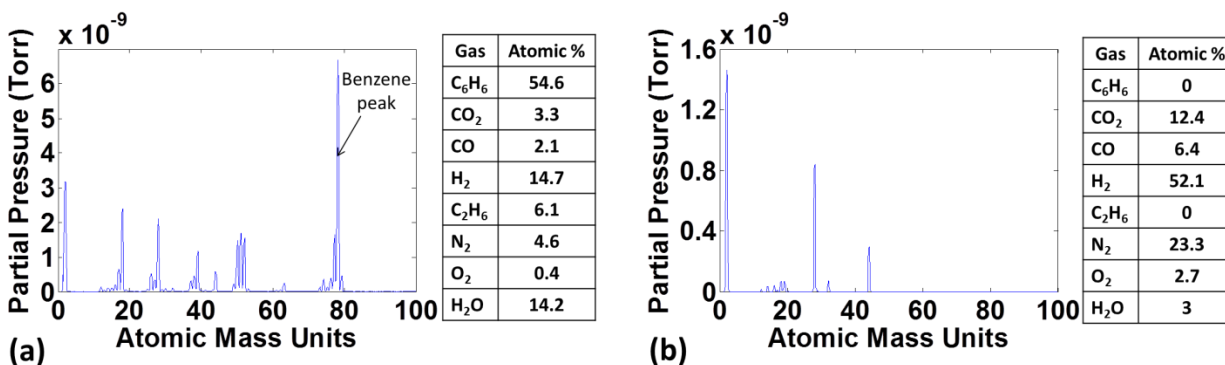 x 10⁻⁹
Partial Pressure (Torr)
6
5
4
3
2
1
0
Benzene
peak
0 20 40 60 80 100
Atomic Mass Units
(a)
Gas Atomic %
C₆H₆ 54.6
CO₂ 3.3
CO 2.1
H₂ 14.7
C₂H₆ 6.1
N₂ 4.6
O₂ 0.4
H₂O 14.2
x 10⁻⁹
Partial Pressure (Torr)
1.6
1.2
0.8
0.4
0
0 20 40 60 80 100
Atomic Mass Units
(b)
Gas Atomic %
C₆H₆ 0
CO₂ 12.4
CO 6.4
H₂ 52.1
C₂H₆ 0
N₂ 23.3
O₂ 2.7
H₂O 3